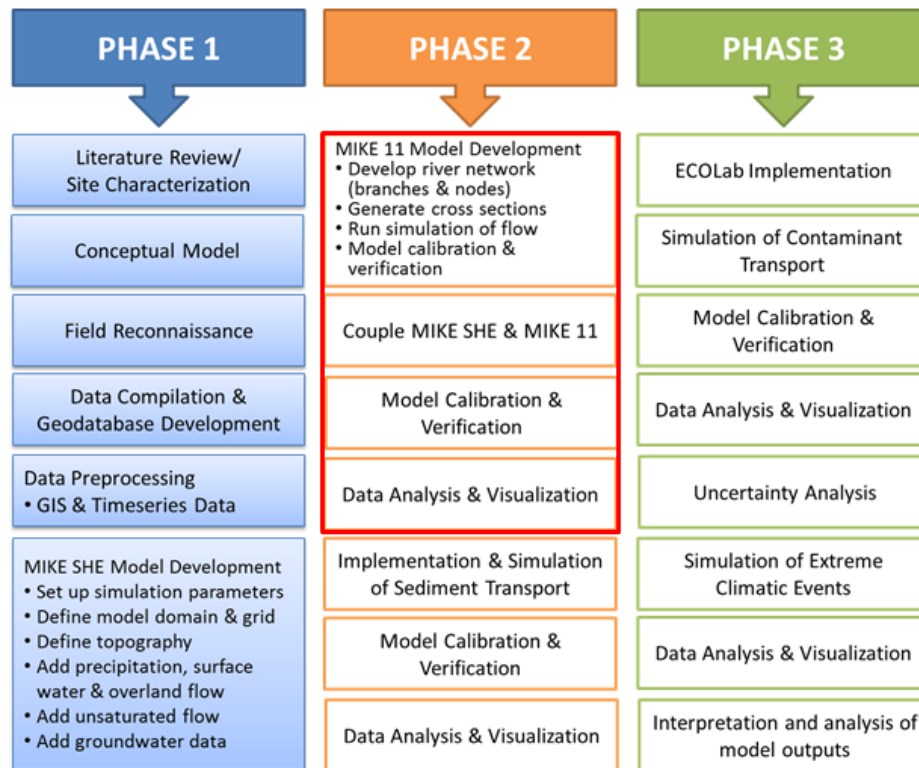 PHASE 1
Literature Review/
Site Characterization
Conceptual Model
Field Reconnaissance
Data Compilation &
Geodatabase Development
Data Preprocessing
• GIS & Timeseries Data
MIKE SHE Model Development
• Set up simulation parameters
• Define model domain & grid
• Define topography
• Add precipitation, surface
water & overland flow
• Add unsaturated flow
• Add groundwater data
PHASE 2
MIKE 11 Model Development
• Develop river network
(branches & nodes)
• Generate cross sections
• Run simulation of flow
• Model calibration &
verification
Couple MIKE SHE & MIKE 11
Model Calibration &
Verification
Data Analysis & Visualization
Implementation & Simulation
of Sediment Transport
Model Calibration &
Verification
Data Analysis & Visualization
PHASE 3
ECOLab Implementation
Simulation of Contaminant
Transport
Model Calibration &
Verification
Data Analysis & Visualization
Uncertainty Analysis
Simulation of Extreme
Climatic Events
Data Analysis & Visualization
Interpretation and analysis of
model outputs